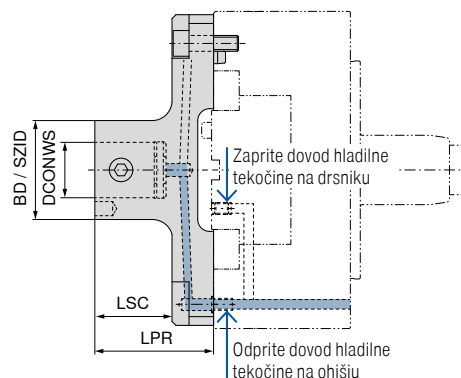 BD / SZID
DCONWS
LSC
LPR
Zaprite dovod hladilne
tekočine na drsniku
Odprite dovod hladilne
tekočine na ohišju